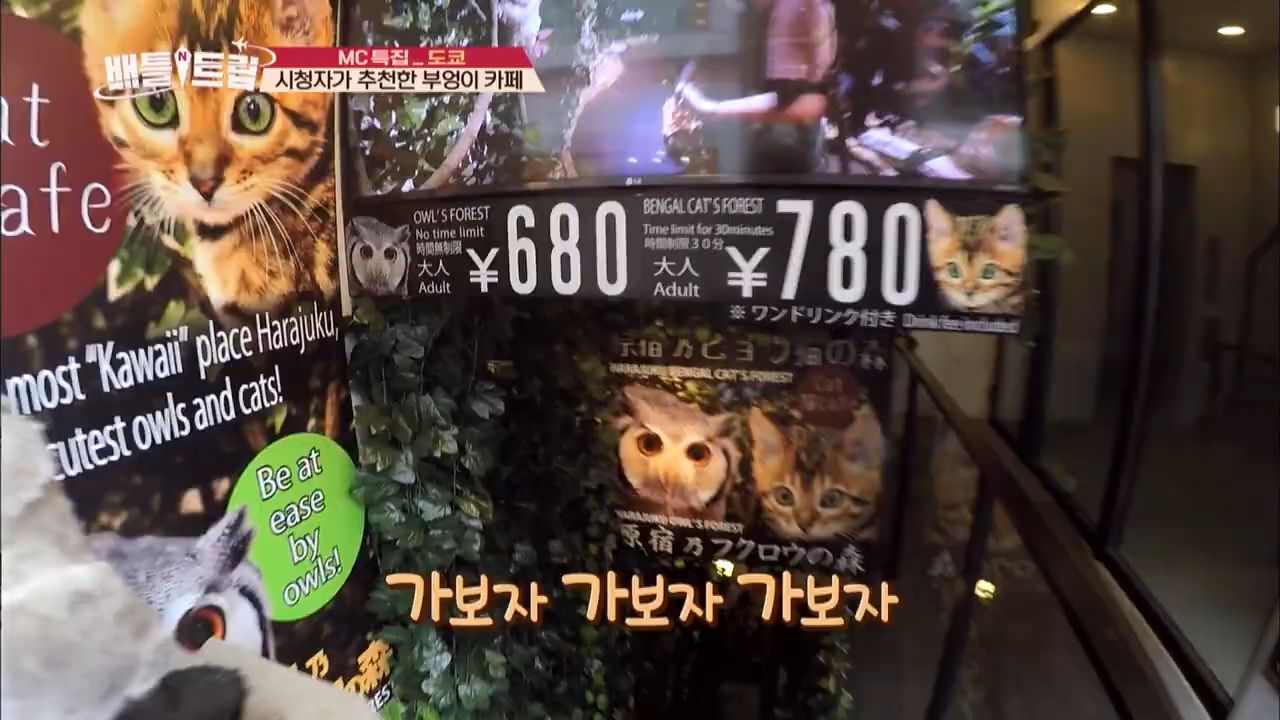 배틀트립
MC특집_도쿄
시청자가 추천한 부엉이 카페
at
afe
most "Kawaii" place Harajuku,
cutest owls and cats!
Be at
ease
by
owls!
OWL'S FOREST
No time limit
時間無制限
大人
Adult
¥680
BENGAL CAT'S FOREST
Time limit for 30minutes
時間制限30分
大人
Adult
¥780
※ワンドリンク付き
HARAJUKU BENGAL CAT'S FOREST
HARAJUKU OWL'S FOREST
原宿乃フクロウの森
가보자 가보자 가보자